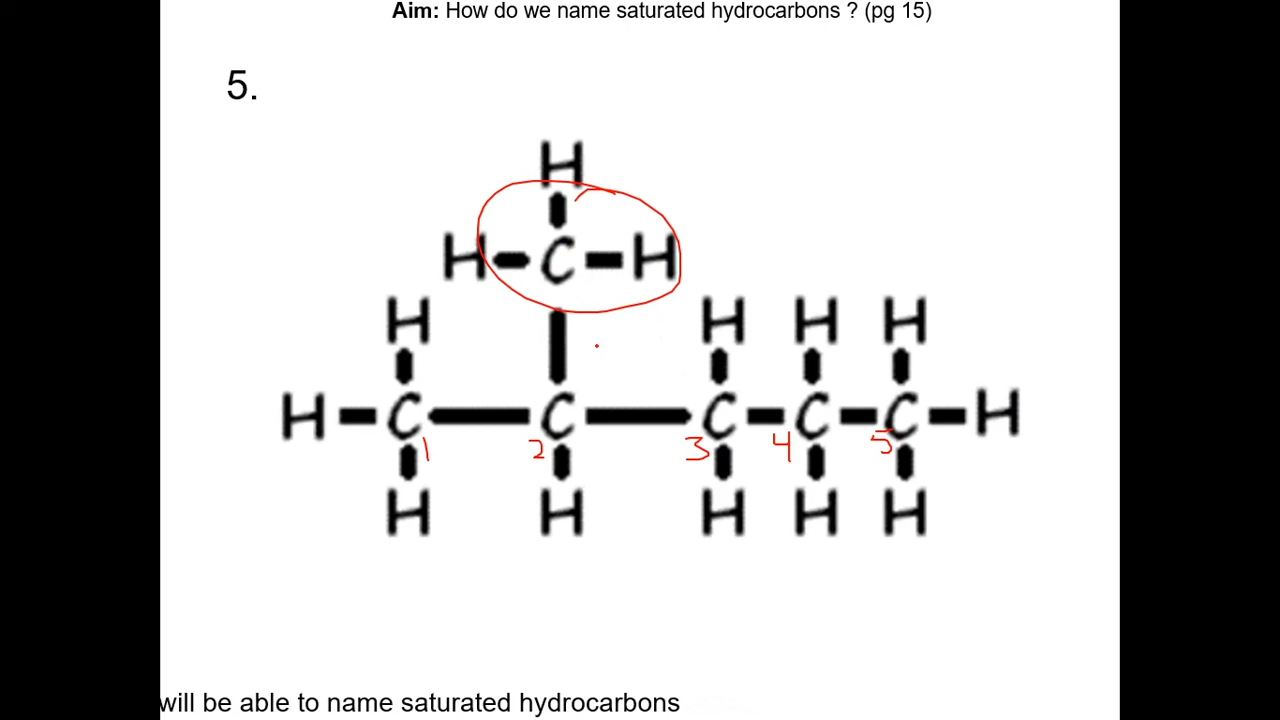 Aim: How do we name saturated hydrocarbons ? (pg 15)
5.
H
H C H
H H H H
H C C C C C H
1 2 3 4 5
H H H H H
will be able to name saturated hydrocarbons